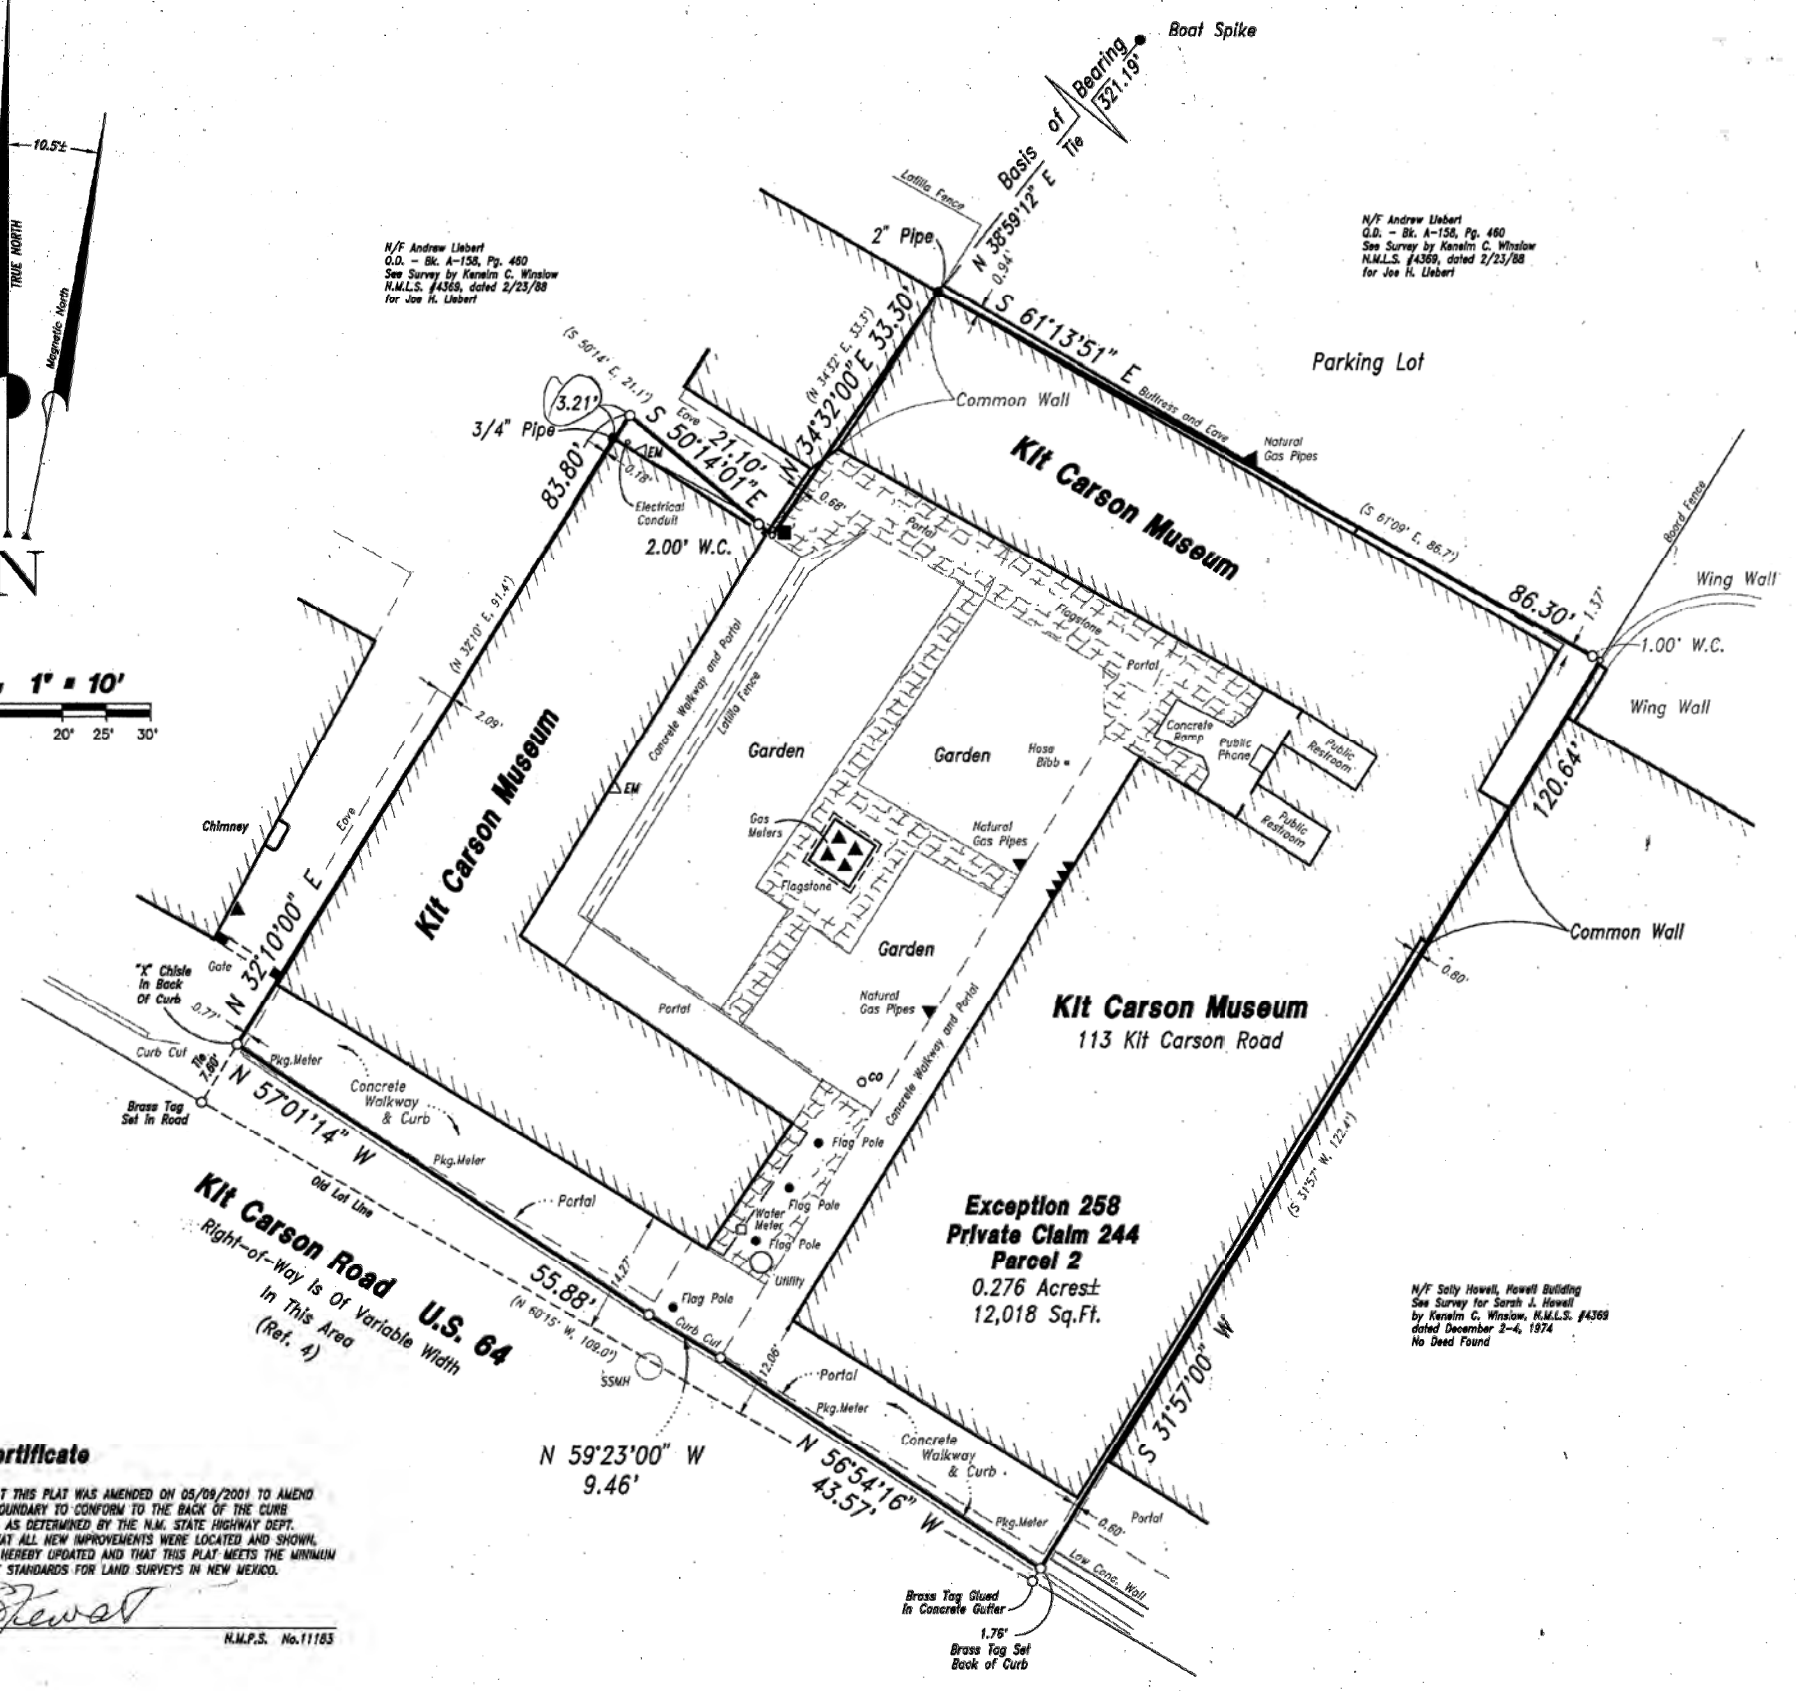 Boat Spike
Basis of Bearing
N 38°59'12" E Tie 321.19'
10.5'±
TRUE NORTH
Magnetic North
N
1" = 10'
20' 25' 30'
N/F Andrew Liebert
Q.D. - Bk. A-158, Pg. 460
See Survey by Kenelm C. Winslow
N.M.L.S. #4369, dated 2/23/88
for Joe H. Liebert
Latilla Fence
2" Pipe
0.94'
N/F Andrew Liebert
Q.D. - Bk. A-158, Pg. 460
See Survey by Kenelm C. Winslow
N.M.L.S. #4369, dated 2/23/88
for Joe H. Liebert
S 61°13'51" E
86.30'
(S 61°09' E, 86.7')
Parking Lot
Buttress and Eave
Natural
Gas Pipes
Common Wall
(N 34°32' E, 33.3')
N 34°32'00" E 33.30'
(S 50°14' E, 21.1')
S 50°14'01" E
21.10'
Eave
3.21'
3/4" Pipe
EM
0.18'
Electrical
Conduit
2.00' W.C.
0.68'
83.80'
(N 32°10' E, 91.4')
N 32°10'00" E
2.09'
Eave
Kit Carson Museum
Kit Carson Museum
Portal
Flagstone
Portal
Board Fence
Wing Wall
1.37'
1.00' W.C.
Wing Wall
120.64'
Concrete Walkway and Portal
Latilla Fence
Garden
Garden
Hose
Bibb
Concrete
Ramp
Public
Phone
Public
Restroom
Public
Restroom
EM
Gas
Meters
Natural
Gas Pipes
Flagstone
Garden
Chimney
Gate
"X" Chisle
In Back
Of Curb
0.77'
Curb Cut
Tie
7.80'
Brass Tag
Set In Road
Portal
Natural
Gas Pipes
Concrete Walkway and Portal
Common Wall
0.60'
Kit Carson Museum
113 Kit Carson Road
CO
Pkg.Meter
Concrete
Walkway
& Curb
N 57°01'14" W
55.88'
Pkg.Meter
Old Lot Line
Flag Pole
Flag Pole
Water
Meter
Flag Pole
Utility
Portal
14.27'
Flag Pole
Curb Cut
(S 31°57' W, 122.4')
Exception 258
Private Claim 244
Parcel 2
0.276 Acres±
12,018 Sq.Ft.
Kit Carson Road U.S. 64
Right-of-Way Is Of Variable Width
In This Area
(Ref. 4)
(N 60°15' W, 109.0')
SSMH
12.06'
Portal
Pkg.Meter
N/F Sally Howell, Howell Building
See Survey for Sarah J. Howell
by Kenelm C. Winslow, N.M.L.S. #4369
dated December 2-4, 1974
No Deed Found
S 31°57'00" W
N 59°23'00" W
9.46'
N 56°54'16" W
43.57'
Concrete
Walkway
& Curb
Pkg.Meter
0.60'
Portal
Low Conc. Wall
Brass Tag Glued
In Concrete Gutter
1.76'
Brass Tag Set
Back of Curb
ertificate
T THIS PLAT WAS AMENDED ON 05/09/2001 TO AMEND
OUNDARY TO CONFORM TO THE BACK OF THE CURB
AS DETERMINED BY THE N.M. STATE HIGHWAY DEPT.
AT ALL NEW IMPROVEMENTS WERE LOCATED AND SHOWN,
HEREBY UPDATED AND THAT THIS PLAT MEETS THE MINIMUM
STANDARDS FOR LAND SURVEYS IN NEW MEXICO.
N.M.P.S. No.11183